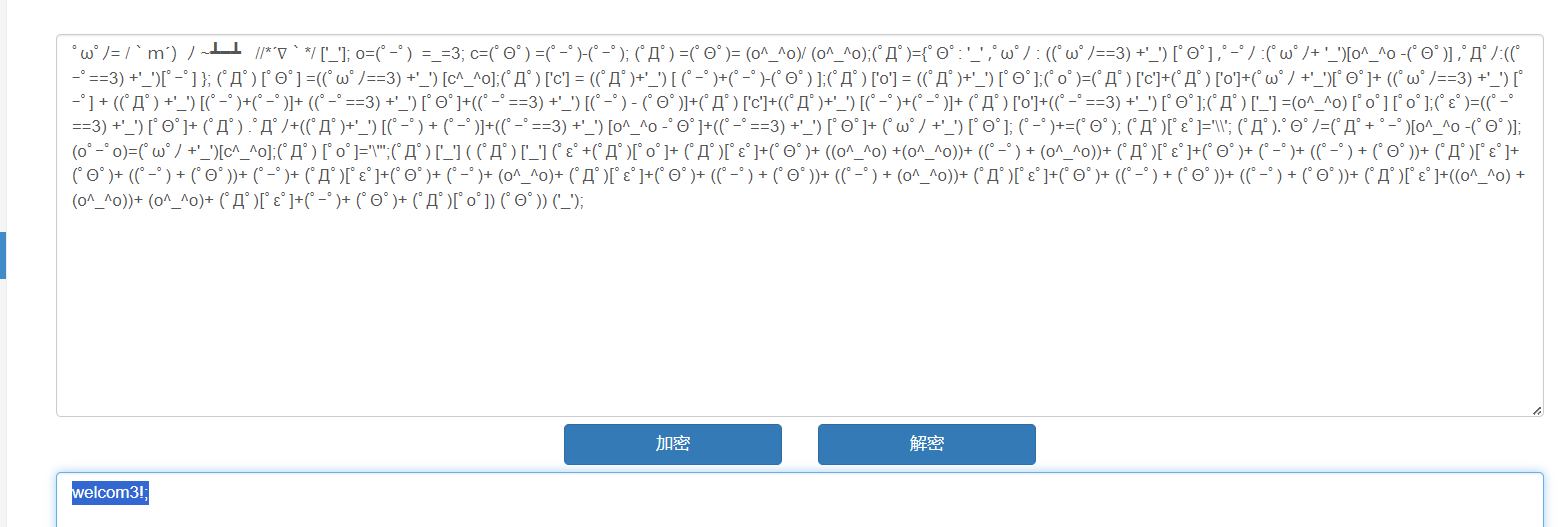 ﾟωﾟﾉ= /｀ｍ´）ﾉ ~┻━┻   //*´∇｀*/ ['_']; o=(ﾟｰﾟ)  =_=3; c=(ﾟΘﾟ) =(ﾟｰﾟ)-(ﾟｰﾟ); (ﾟДﾟ) =(ﾟΘﾟ)= (o^_^o)/ (o^_^o);(ﾟДﾟ)={ﾟΘﾟ: '_' ,ﾟωﾟﾉ : ((ﾟωﾟﾉ==3) +'_') [ﾟΘﾟ] ,ﾟｰﾟﾉ :(ﾟωﾟﾉ+ '_')[o^_^o -(ﾟΘﾟ)] ,ﾟДﾟﾉ:((ﾟ
ｰﾟ==3) +'_')[ﾟｰﾟ] }; (ﾟДﾟ) [ﾟΘﾟ] =((ﾟωﾟﾉ==3) +'_') [c^_^o];(ﾟДﾟ) ['c'] = ((ﾟДﾟ)+'_') [ (ﾟｰﾟ)+(ﾟｰﾟ)-(ﾟΘﾟ) ];(ﾟДﾟ) ['o'] = ((ﾟДﾟ)+'_') [ﾟΘﾟ];(ﾟoﾟ)=(ﾟДﾟ) ['c']+(ﾟДﾟ) ['o']+(ﾟωﾟﾉ +'_')[ﾟΘﾟ]+ ((ﾟωﾟﾉ==3) +'_') [ﾟ
ｰﾟ] + ((ﾟДﾟ) +'_') [(ﾟｰﾟ)+(ﾟｰﾟ)]+ ((ﾟｰﾟ==3) +'_') [ﾟΘﾟ]+((ﾟｰﾟ==3) +'_') [(ﾟｰﾟ) - (ﾟΘﾟ)]+(ﾟДﾟ) ['c']+((ﾟДﾟ)+'_') [(ﾟｰﾟ)+(ﾟｰﾟ)]+ (ﾟДﾟ) ['o']+((ﾟｰﾟ==3) +'_') [ﾟΘﾟ];(ﾟДﾟ) ['_'] =(o^_^o) [ﾟoﾟ] [ﾟoﾟ];(ﾟεﾟ)=((ﾟｰﾟ
==3) +'_') [ﾟΘﾟ]+ (ﾟДﾟ) .ﾟДﾟﾉ+((ﾟДﾟ)+'_') [(ﾟｰﾟ) + (ﾟｰﾟ)]+((ﾟｰﾟ==3) +'_') [o^_^o -ﾟΘﾟ]+((ﾟｰﾟ==3) +'_') [ﾟΘﾟ]+ (ﾟωﾟﾉ +'_') [ﾟΘﾟ]; (ﾟｰﾟ)+=(ﾟΘﾟ); (ﾟДﾟ)[ﾟεﾟ]='\\'; (ﾟДﾟ).ﾟΘﾟﾉ=(ﾟДﾟ+ ﾟｰﾟ)[o^_^o -(ﾟΘﾟ)];
(oﾟｰﾟo)=(ﾟωﾟﾉ +'_')[c^_^o];(ﾟДﾟ) [ﾟoﾟ]='\"';(ﾟДﾟ) ['_'] ( (ﾟДﾟ) ['_'] (ﾟεﾟ+(ﾟДﾟ)[ﾟoﾟ]+ (ﾟДﾟ)[ﾟεﾟ]+(ﾟΘﾟ)+ ((o^_^o) +(o^_^o))+ ((ﾟｰﾟ) + (o^_^o))+ (ﾟДﾟ)[ﾟεﾟ]+(ﾟΘﾟ)+ (ﾟｰﾟ)+ ((ﾟｰﾟ) + (ﾟΘﾟ))+ (ﾟДﾟ)[ﾟεﾟ]+
(ﾟΘﾟ)+ ((ﾟｰﾟ) + (ﾟΘﾟ))+ (ﾟｰﾟ)+ (ﾟДﾟ)[ﾟεﾟ]+(ﾟΘﾟ)+ (ﾟｰﾟ)+ (o^_^o)+ (ﾟДﾟ)[ﾟεﾟ]+(ﾟΘﾟ)+ ((ﾟｰﾟ) + (ﾟΘﾟ))+ ((ﾟｰﾟ) + (o^_^o))+ (ﾟДﾟ)[ﾟεﾟ]+(ﾟΘﾟ)+ ((ﾟｰﾟ) + (ﾟΘﾟ))+ ((ﾟｰﾟ) + (ﾟΘﾟ))+ (ﾟДﾟ)[ﾟεﾟ]+((o^_^o) +
(o^_^o))+ (o^_^o)+ (ﾟДﾟ)[ﾟεﾟ]+(ﾟｰﾟ)+ (ﾟΘﾟ)+ (ﾟДﾟ)[ﾟoﾟ]) (ﾟΘﾟ)) ('_');
加密 解密
welcom3!;